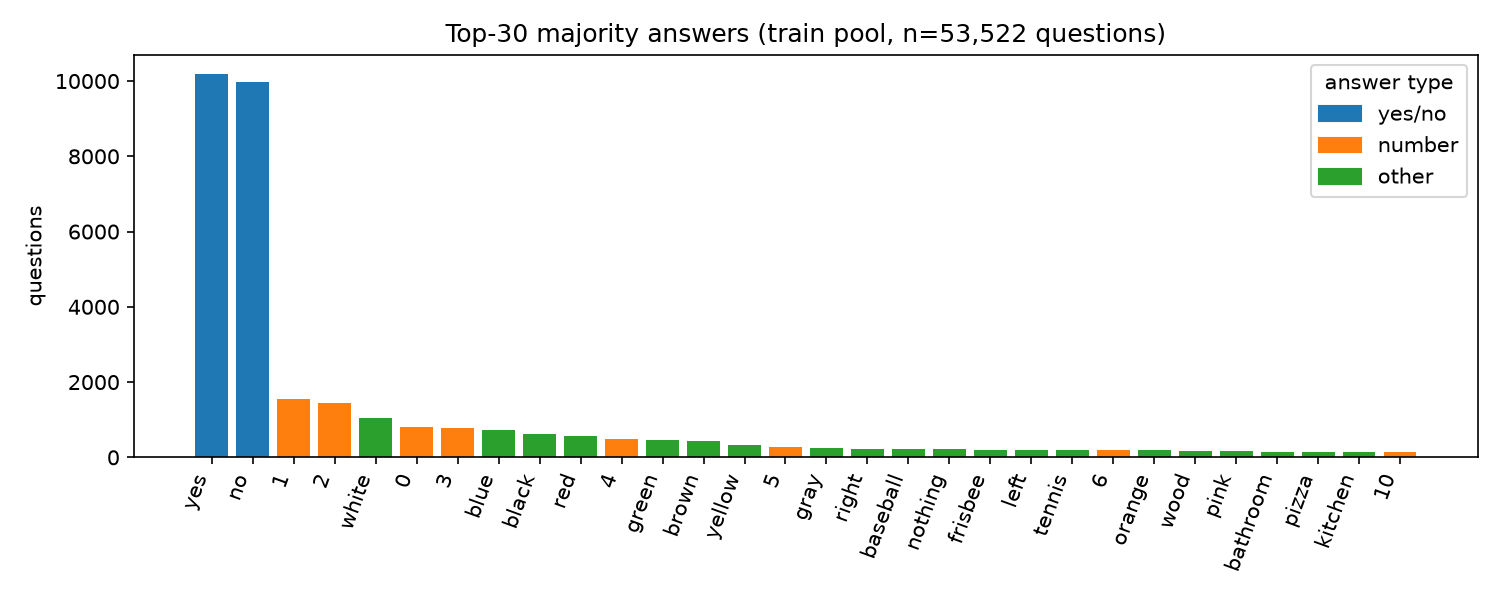 Top-30 majority answers (train pool, n=53,522 questions)
answer type
yes/no
number
other
questions
10000
8000
6000
4000
2000
0
yes
no
1
2
white
0
3
blue
black
red
4
green
brown
yellow
5
gray
right
baseball
nothing
frisbee
left
tennis
6
orange
wood
pink
bathroom
pizza
kitchen
10